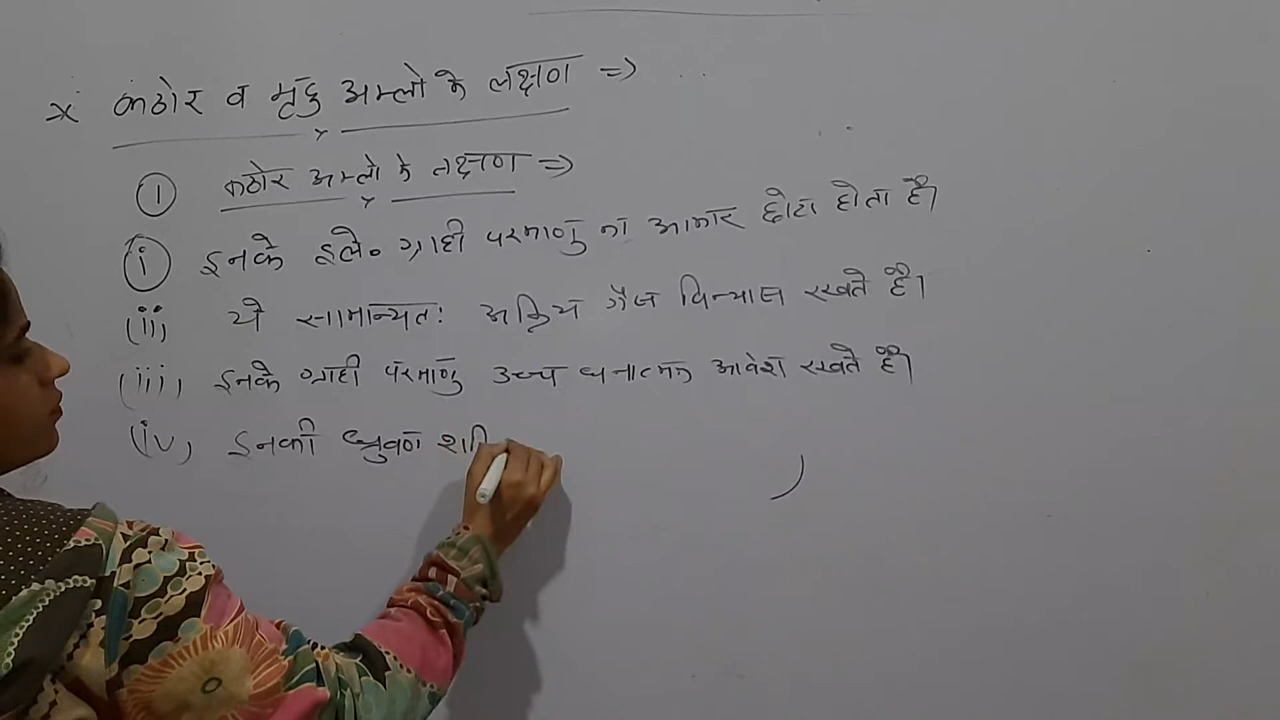 x कठोर व मृदु अम्लो के लक्षण =>
① कठोर अम्लो के लक्षण =>
ⓘ इनके इले० ग्राही परमाणु का आकार छोटा होता है।
(ii) ये सामान्यतः अक्रिय गैस विन्यास रखते है।
(iii) इनके ग्राही परमाणु उच्च धनात्मक आवेश रखते है।
(iv) इनकी ध्रुवण